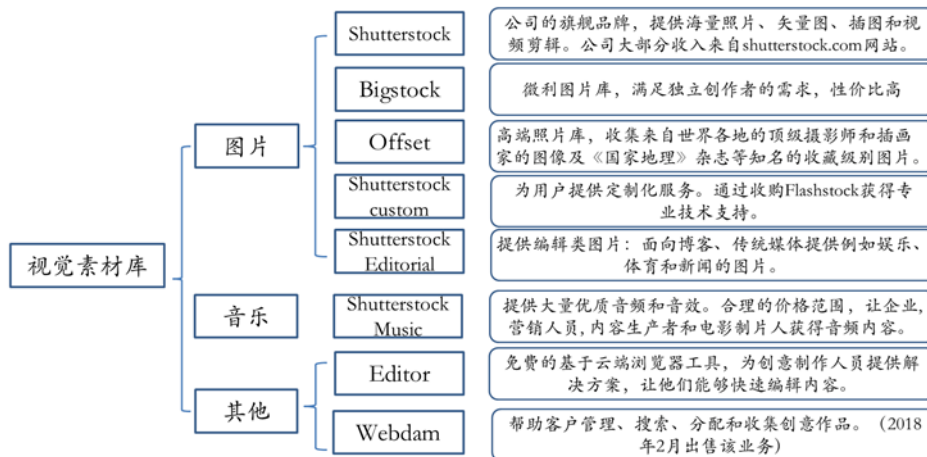 视觉素材库
图片
Shutterstock
公司的旗舰品牌，提供海量照片、矢量图、插图和视
频剪辑。公司大部分收入来自shutterstock.com网站。
Bigstock
微利图片库，满足独立创作者的需求，性价比高
Offset
高端照片库，收集来自世界各地的顶级摄影师和插画
家的图像及《国家地理》杂志等知名的收藏级别图片。
Shutterstock
custom
为用户提供定制化服务。通过收购Flashstock获得专
业技术支持。
Shutterstock
Editorial
提供编辑类图片：面向博客、传统媒体提供例如娱乐、
体育和新闻的图片。
音乐
Shutterstock
Music
提供大量优质音频和音效。合理的价格范围，让企业,
营销人员,内容生产者和电影制片人获得音频内容。
其他
Editor
免费的基于云端浏览器工具，为创意制作人员提供解
决方案，让他们能够快速编辑内容。
Webdam
帮助客户管理、搜索、分配和收集创意作品。（2018
年2月出售该业务）